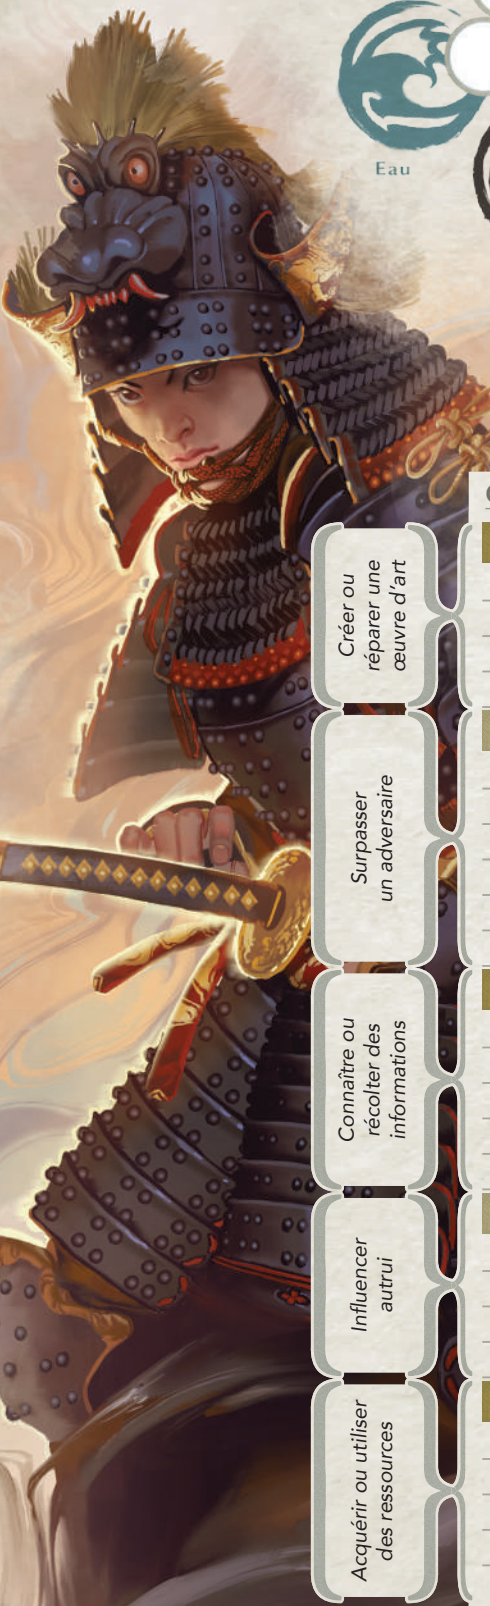 Eau
Créer ou
réparer une
œuvre d'art
Surpasser
un adversaire
Connaître ou
récolter des
informations
Influencer
autrui
Acquérir ou utiliser
des ressources